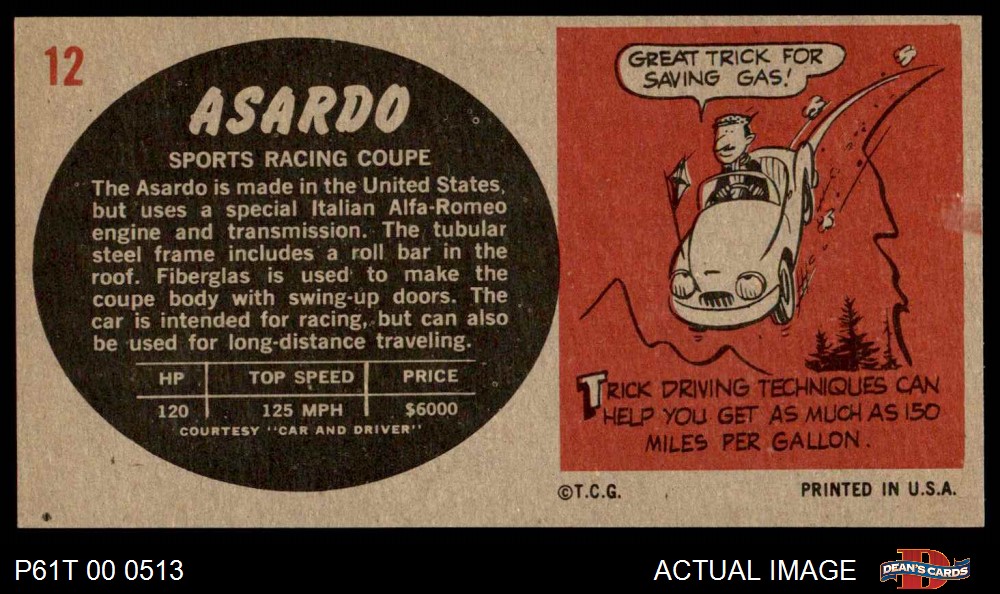 12
ASARDO
SPORTS RACING COUPE
The Asardo is made in the United States,
but uses a special Italian Alfa-Romeo
engine and transmission. The tubular
steel frame includes a roll bar in the
roof. Fiberglas is used to make the
coupe body with swing-up doors. The
car is intended for racing, but can also
be used for long-distance traveling.
HP TOP SPEED PRICE
120 125 MPH $6000
COURTESY "CAR AND DRIVER"
GREAT TRICK FOR
SAVING GAS!
TRICK DRIVING TECHNIQUES CAN
HELP YOU GET AS MUCH AS 150
MILES PER GALLON.
©T.C.G. PRINTED IN U.S.A.
P61T 00 0513
ACTUAL IMAGE
D
DEAN'S CARDS